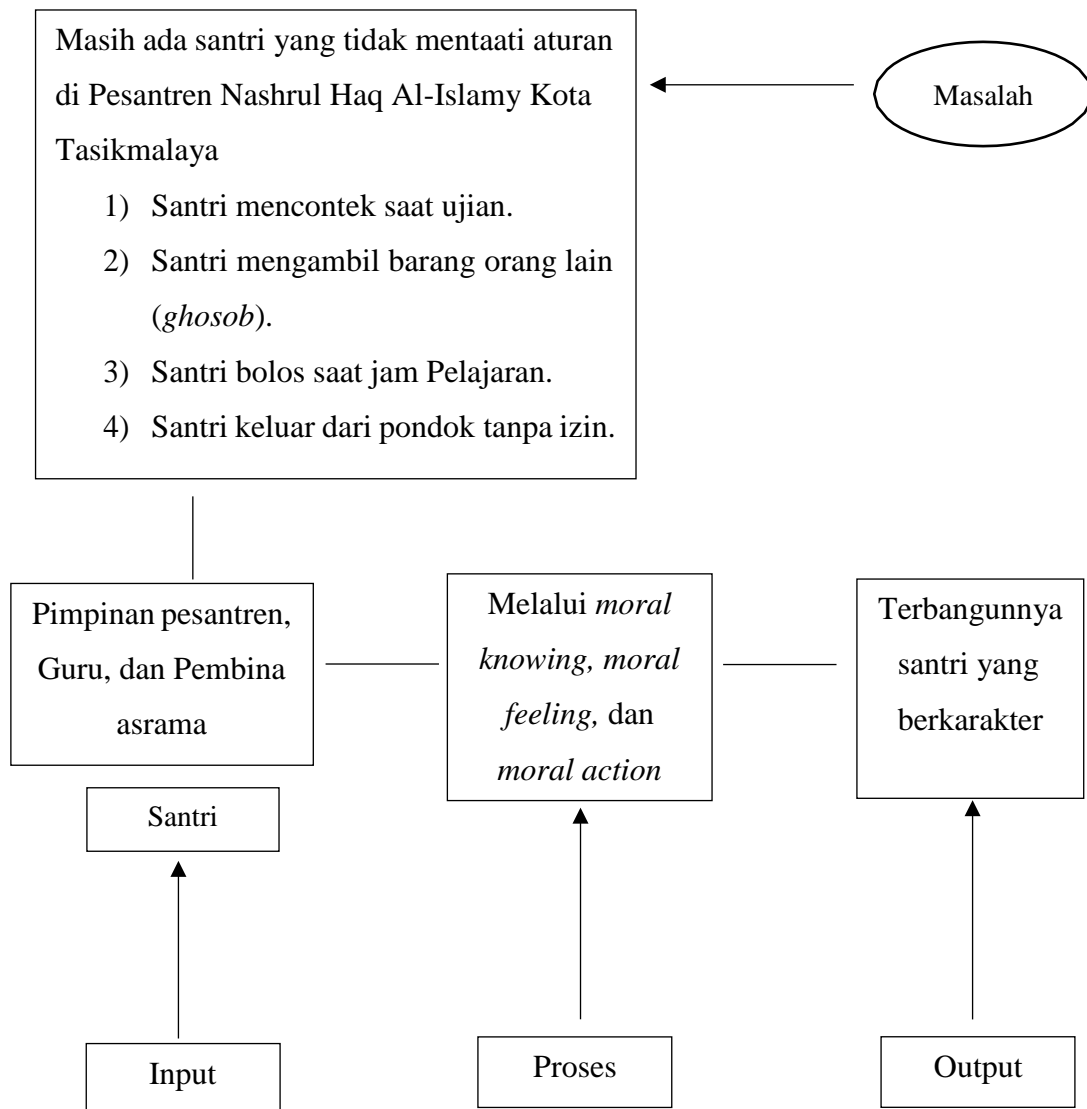 Masih ada santri yang tidak mentaati aturan
di Pesantren Nashrul Haq Al-Islamy Kota
Tasikmalaya
1) Santri mencontek saat ujian.
2) Santri mengambil barang orang lain
(ghosob).
3) Santri bolos saat jam Pelajaran.
4) Santri keluar dari pondok tanpa izin.
Masalah
Pimpinan pesantren,
Guru, dan Pembina
asrama
Santri
Melalui moral
knowing, moral
feeling, dan
moral action
Terbangunnya
santri yang
berkarakter
Input
Proses
Output